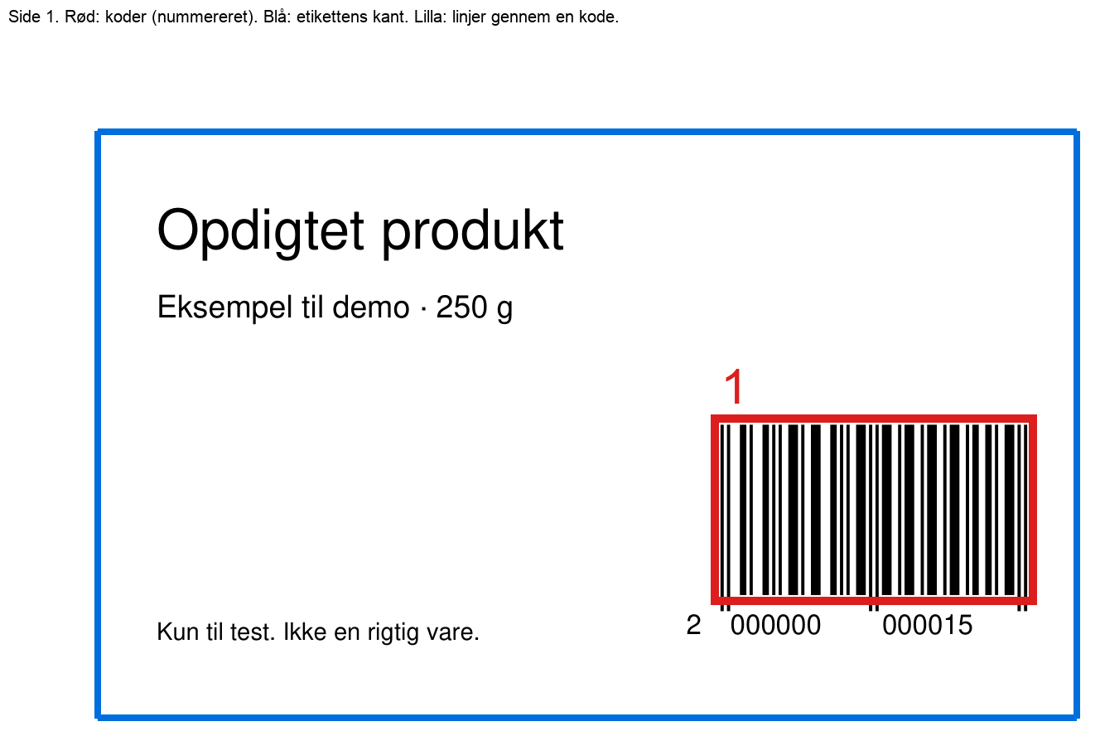 Side 1. Rød: koder (nummereret). Blå: etikettens kant. Lilla: linjer gennem en kode.
Opdigtet produkt
Eksempel til demo · 250 g
1
Kun til test. Ikke en rigtig vare.
2 000000 000015